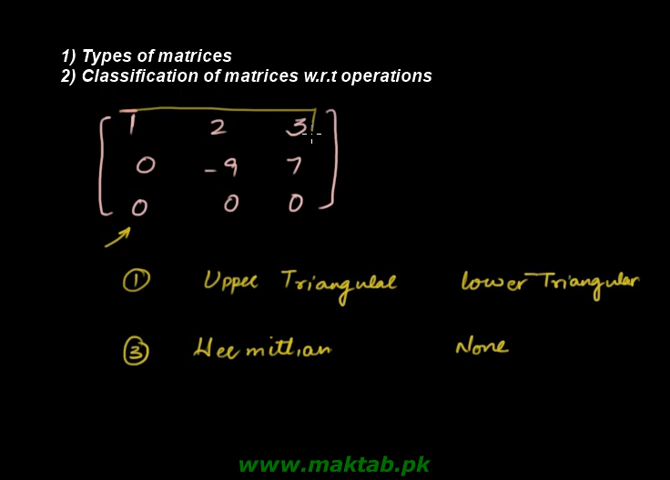 1) Types of matrices
2) Classification of matrices w.r.t operations
1 2 3
0 -9 7
0 0 0
1 Upper Triangular Lower Triangular
3 Hermittian None
www.maktab.pk